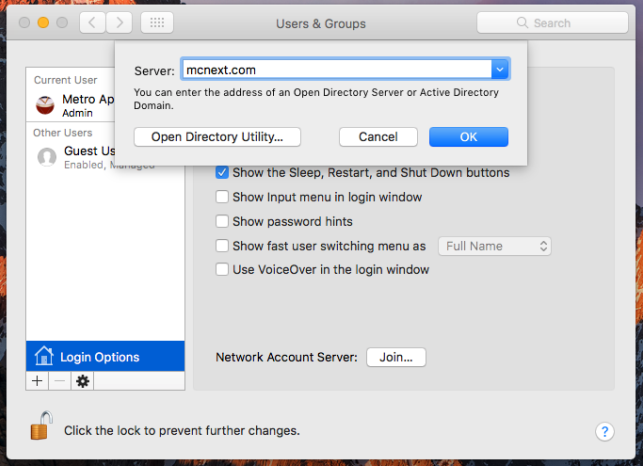 Users & Groups
Search
Server: mcnext.com
You can enter the address of an Open Directory Server or Active Directory
Domain.
Open Directory Utility...
Cancel
OK
Current User
Metro Ap
Admin
Other Users
Guest Us
Enabled, Managed
Show the Sleep, Restart, and Shut Down buttons
Show Input menu in login window
Show password hints
Show fast user switching menu as Full Name
Use VoiceOver in the login window
Login Options
Network Account Server: Join...
Click the lock to prevent further changes.
?